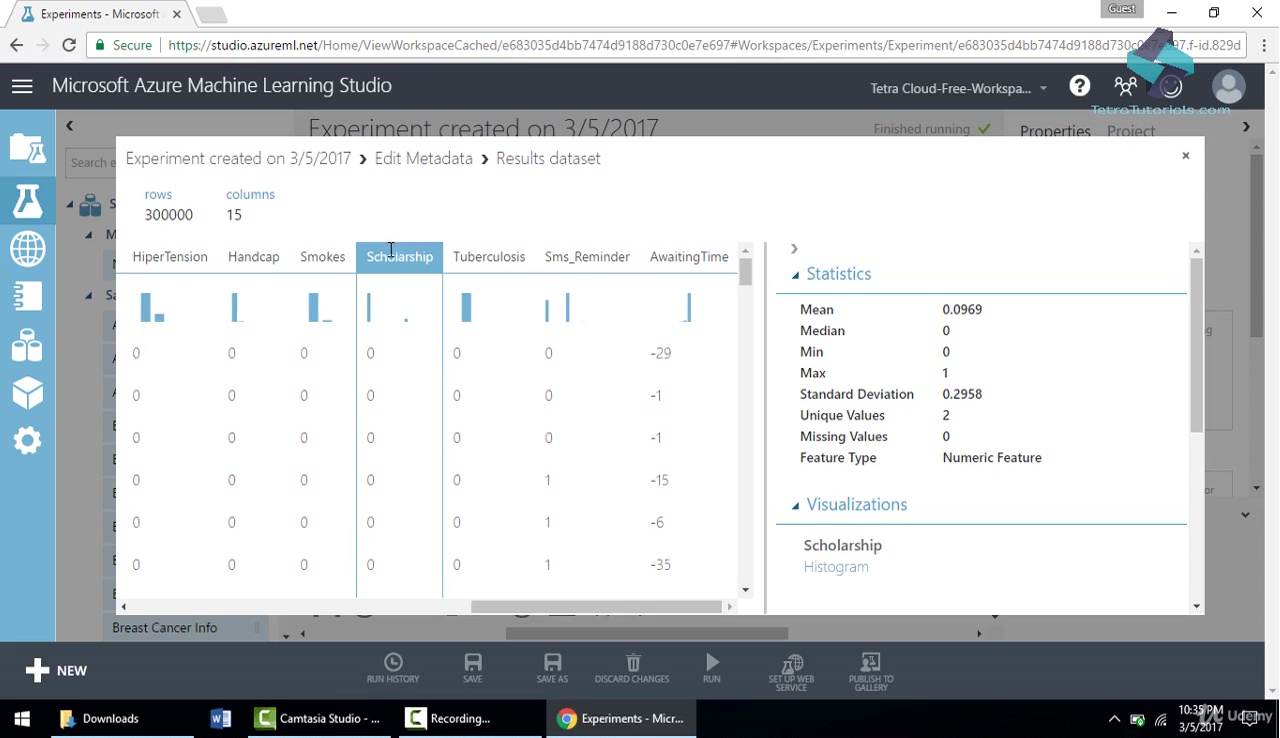 Experiments - Microsoft
Guest
Secure
https://studio.azureml.net/Home/ViewWorkspaceCached/e683035d4bb7474d9188d730c0e7e697#Workspaces/Experiments/Experiment/e683035d4bb7474d9188d730c0e7e697.f-id.829d
Microsoft Azure Machine Learning Studio
Tetra Cloud-Free-Workspa...
TetraTutorials.com
Experiment created on 3/5/2017
Finished running
Properties Project
Search e
Experiment created on 3/5/2017 › Edit Metadata › Results dataset
rows columns
300000 15
HiperTension Handcap Smokes Scholarship Tuberculosis Sms_Reminder AwaitingTime
0 0 0 0 0 0 -29
0 0 0 0 0 0 -1
0 0 0 0 0 0 -1
0 0 0 0 0 1 -15
0 0 0 0 0 1 -6
0 0 0 0 0 1 -35
Statistics
Mean 0.0969
Median 0
Min 0
Max 1
Standard Deviation 0.2958
Unique Values 2
Missing Values 0
Feature Type Numeric Feature
Visualizations
Scholarship
Histogram
Breast Cancer Info
NEW
RUN HISTORY
SAVE
SAVE AS
DISCARD CHANGES
RUN
SET UP WEB
SERVICE
PUBLISH TO
GALLERY
Downloads
Camtasia Studio - ...
Recording...
Experiments - Micr...
10:35 PM
3/5/2017
Udemy